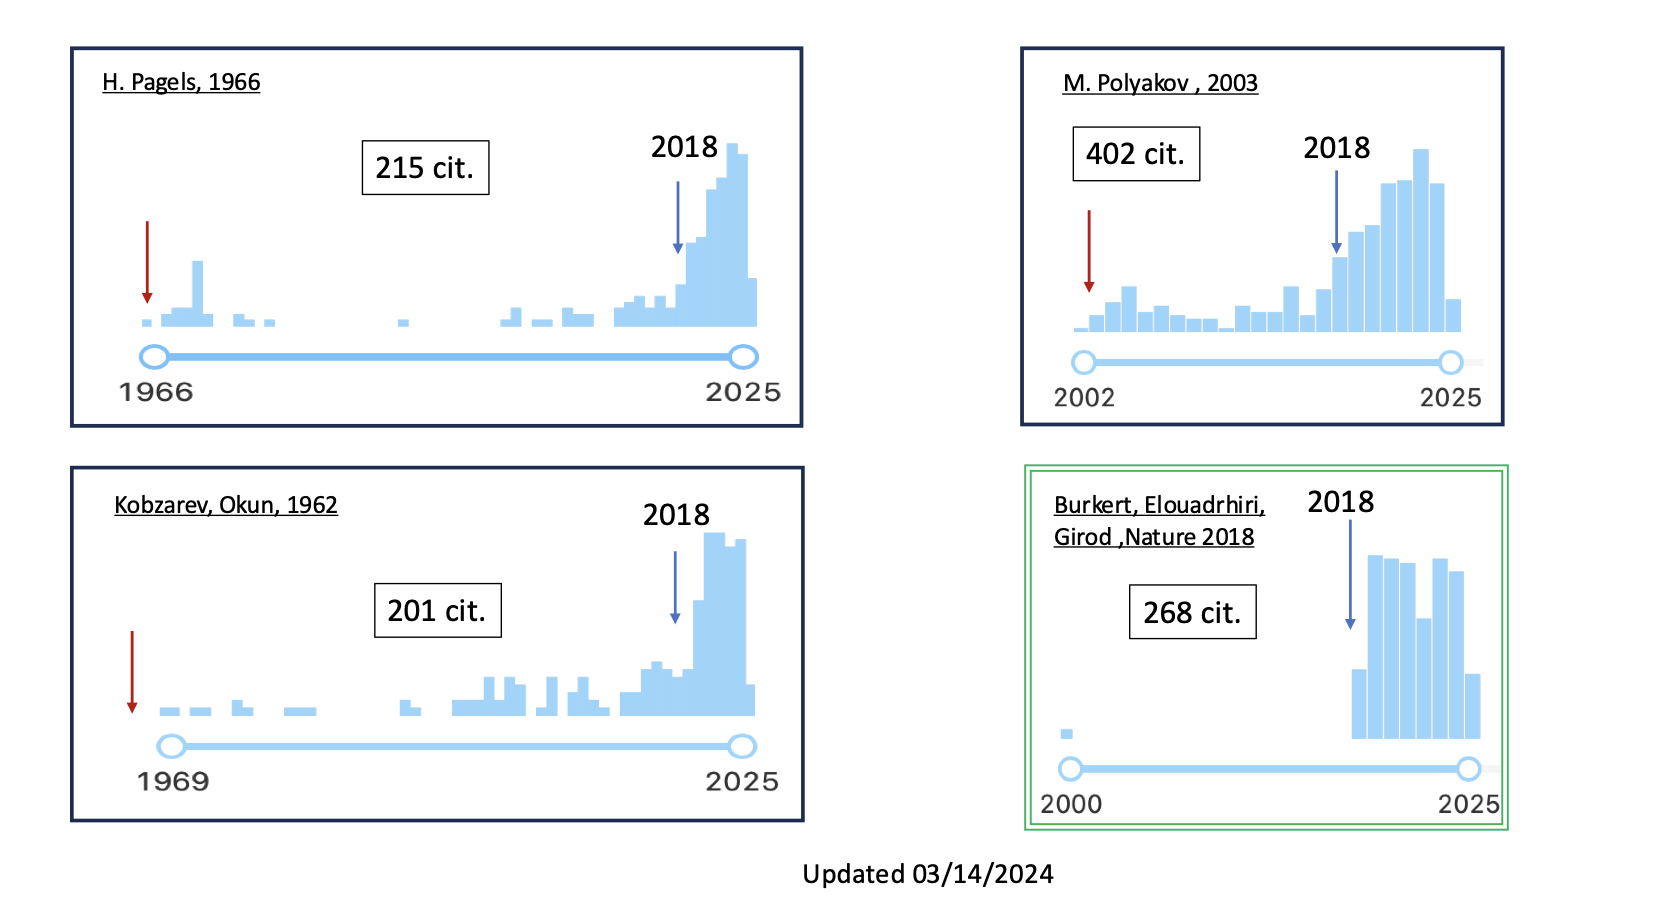 H. Pagels, 1966
215 cit.
2018
1966
2025
M. Polyakov , 2003
402 cit.
2018
2002
2025
Kobzarev, Okun, 1962
201 cit.
2018
1969
2025
Burkert, Elouadrhiri,
Girod ,Nature 2018
2018
268 cit.
2000
2025
Updated 03/14/2024